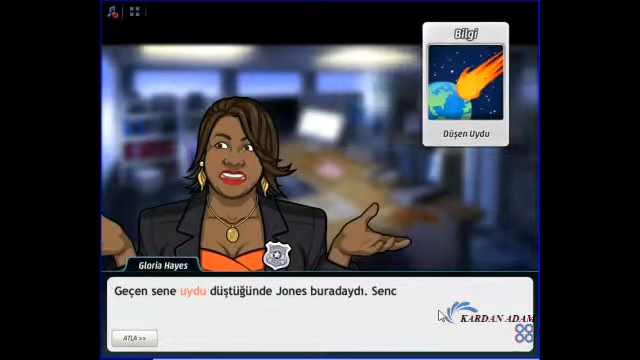 Bilgi
Düşen Uydu
Gloria Hayes
Geçen sene uydu düştüğünde Jones buradaydı. Senc
KARDAN ADAM
ATLA >>